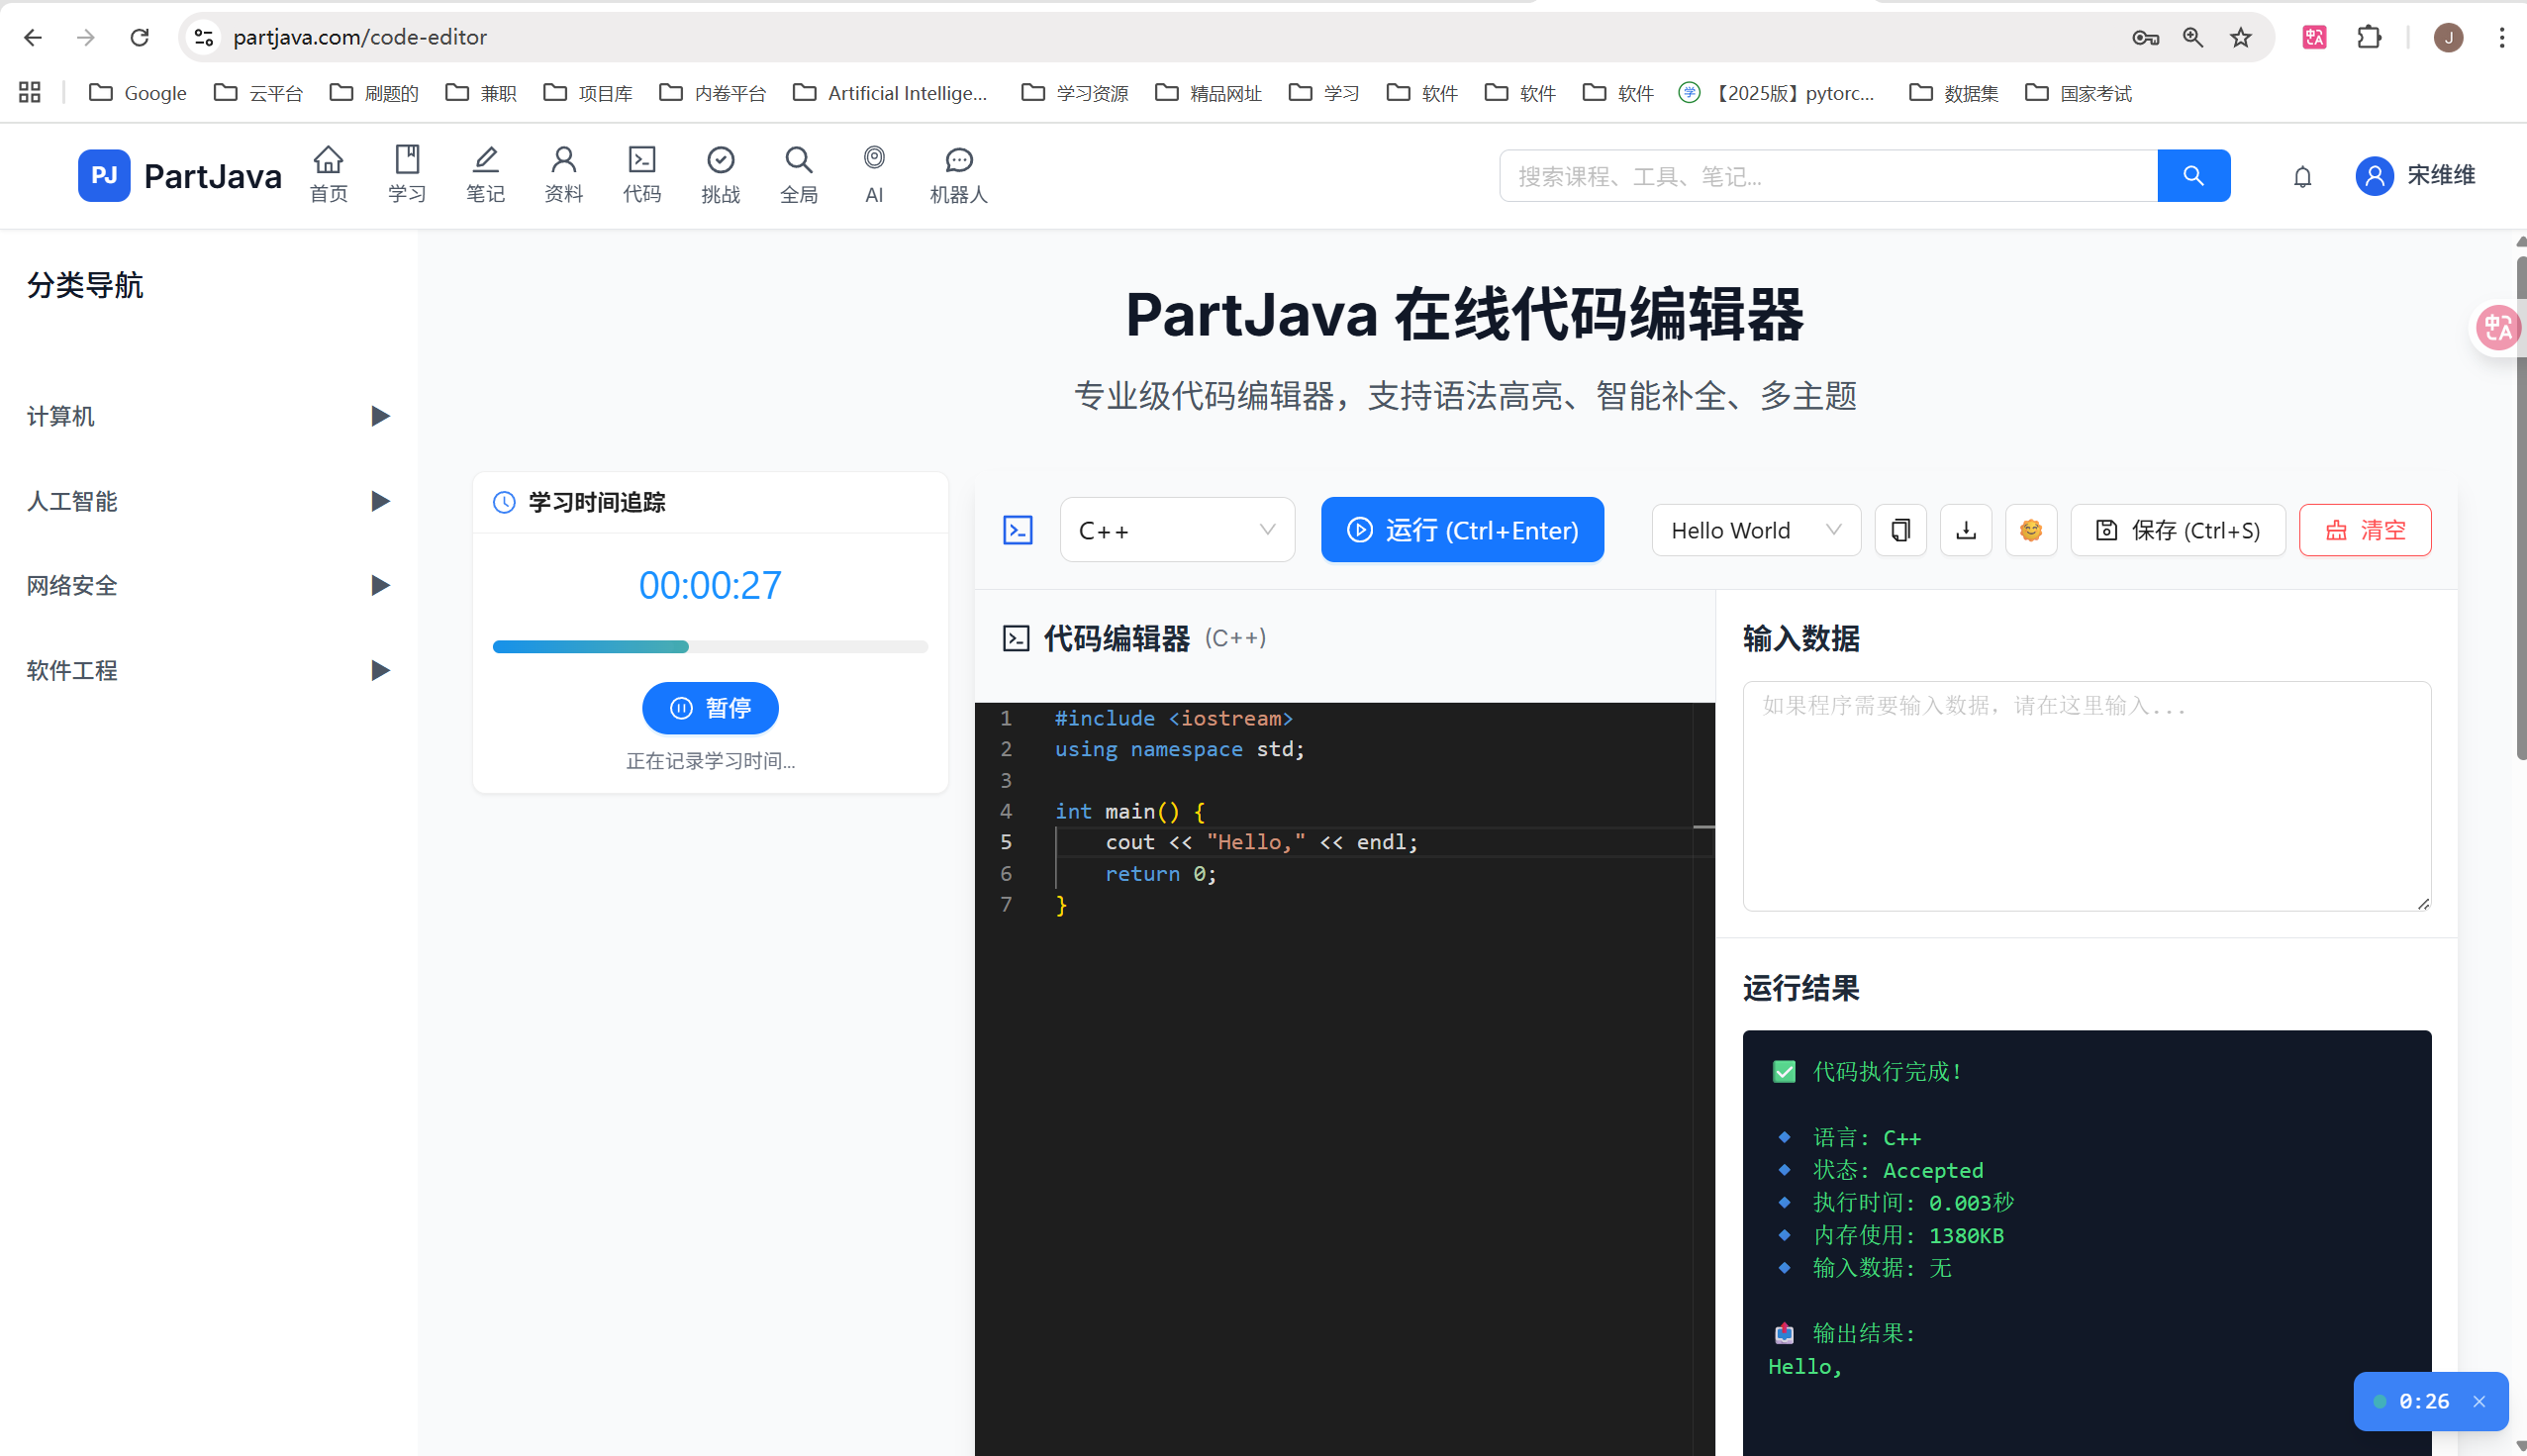 partjava.com/code-editor
J
Google
云平台
刷题的
兼职
项目库
内卷平台
Artificial Intellige...
学习资源
精品网址
学习
软件
软件
软件
【2025版】pytorc...
数据集
国家考试
PJ PartJava
首页
学习
笔记
资料
代码
挑战
全局
AI
机器人
搜索课程、工具、笔记...
宋维维
分类导航
计算机
人工智能
网络安全
软件工程
PartJava 在线代码编辑器
专业级代码编辑器，支持语法高亮、智能补全、多主题
学习时间追踪
00:00:27
暂停
正在记录学习时间...
C++
运行 (Ctrl+Enter)
Hello World
保存 (Ctrl+S)
清空
代码编辑器 (C++)
1 #include <iostream>
2 using namespace std;
3
4 int main() {
5 cout << "Hello," << endl;
6 return 0;
7 }
输入数据
如果程序需要输入数据，请在这里输入...
运行结果
✅ 代码执行完成!
🔹 语言: C++
🔹 状态: Accepted
🔹 执行时间: 0.003秒
🔹 内存使用: 1380KB
🔹 输入数据: 无
📤 输出结果:
Hello,
0:26